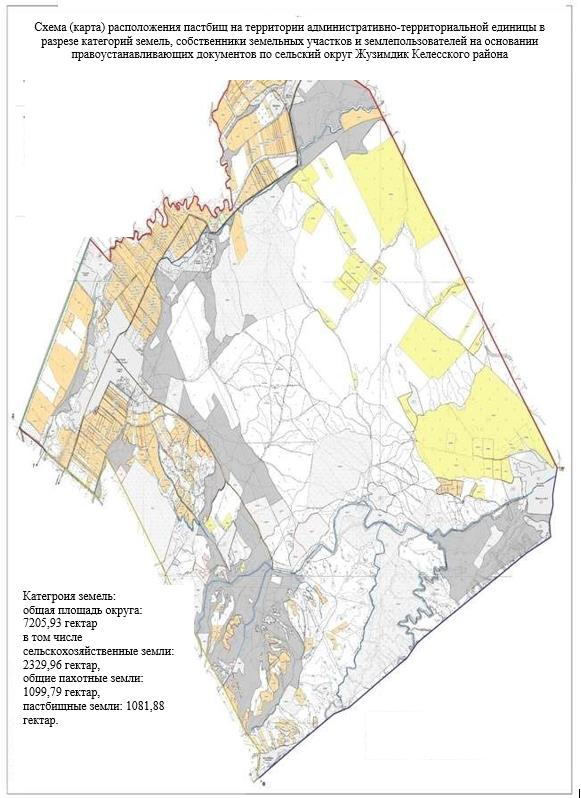 Схема (карта) расположения пастбищ на территории административно-территориальной единицы в
разрезе категорий земель, собственники земельных участков и землепользователей на основании
правоустанавливающих документов по сельский округ Жузимдик Келесского района
Категроия земель:
общая площадь округа:
7205,93 гектар
в том числе
сельскохозяйственные земли:
2329,96 гектар,
общие пахотные земли:
1099,79 гектар,
пастбищные земли: 1081,88
гектар.